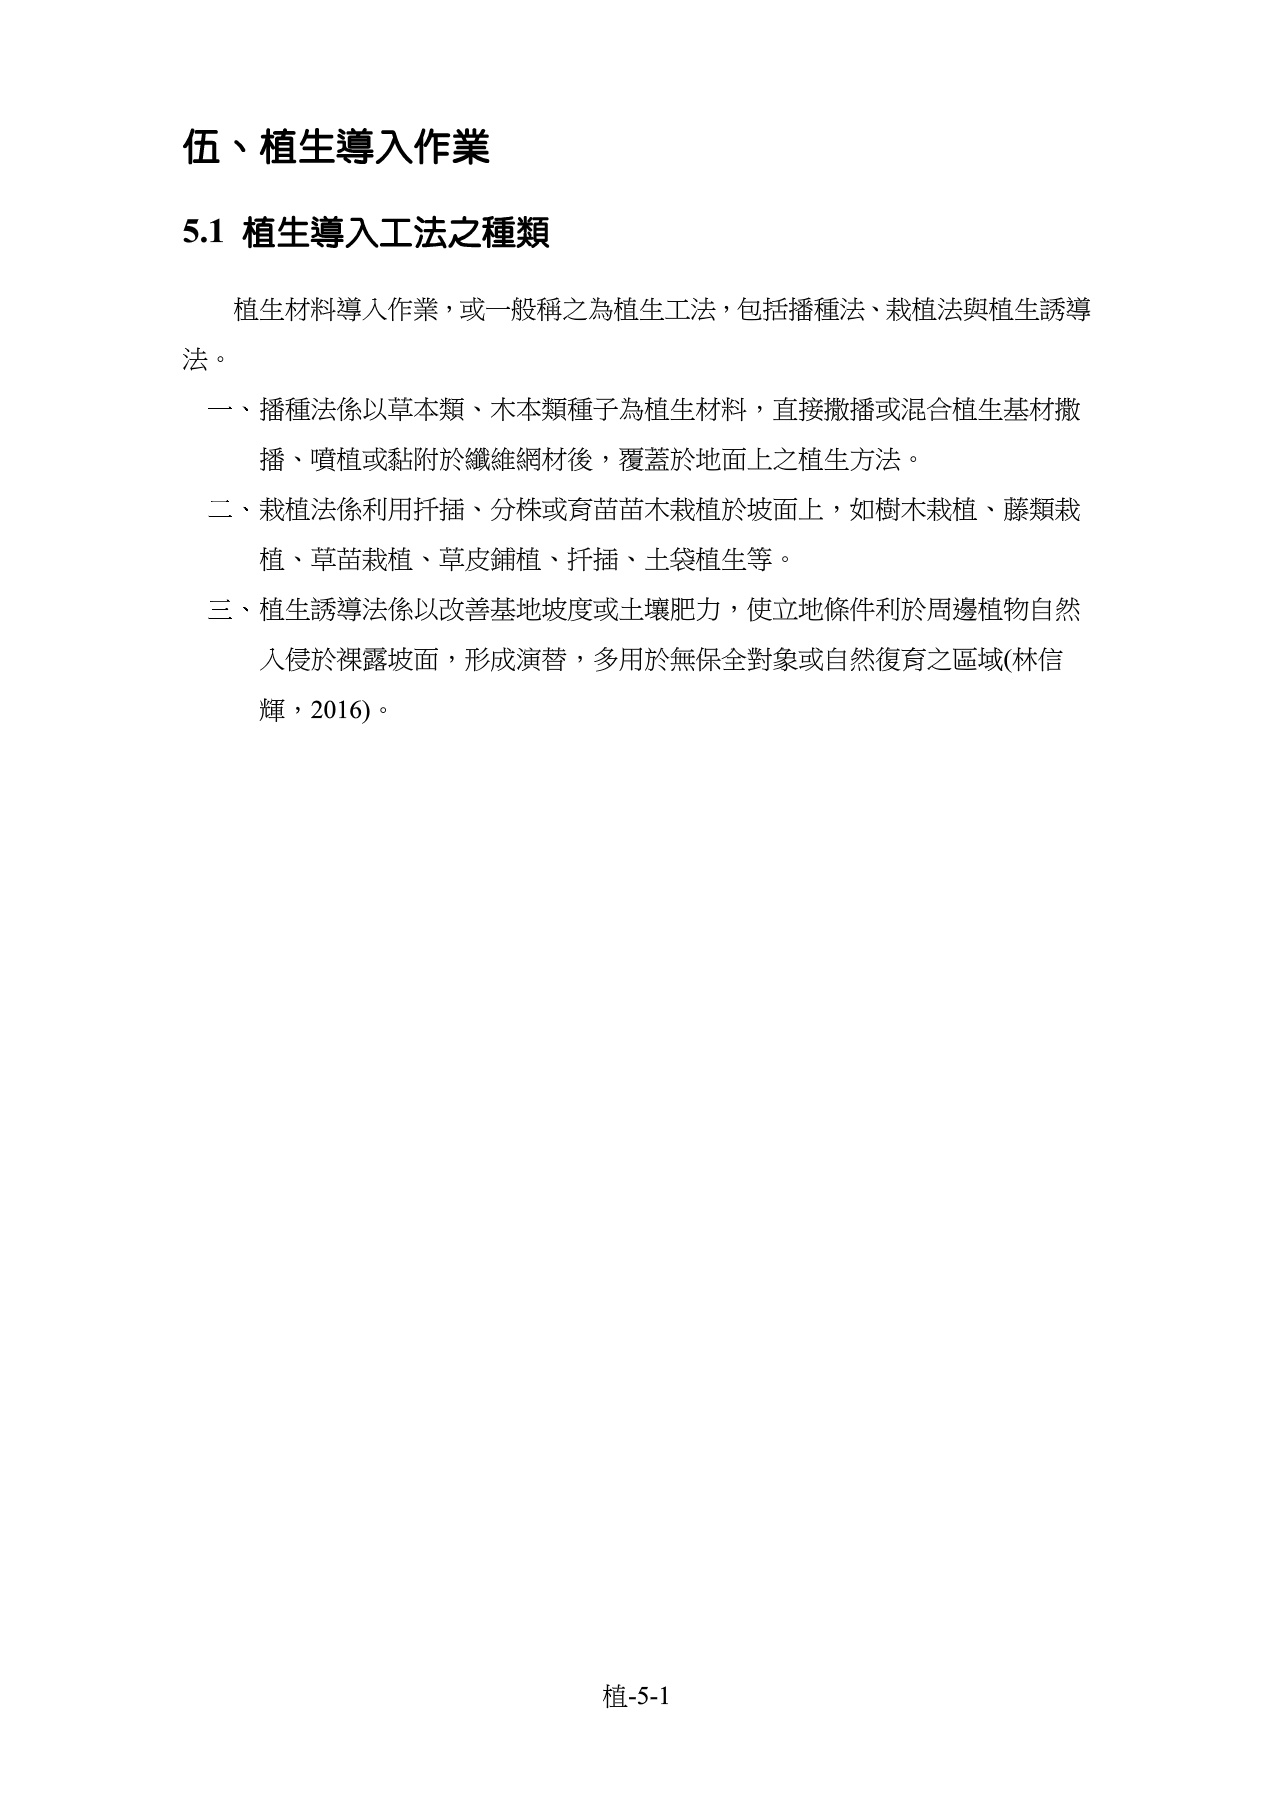 伍、植生導入作業
5.1 植生導入工法之種類
植生材料導入作業，或一般稱之為植生工法，包括播種法、栽植法與植生誘導
法。
一、播種法係以草本類、木本類種子為植生材料，直接撒播或混合植生基材撒
播、噴植或黏附於纖維網材後，覆蓋於地面上之植生方法。
二、栽植法係利用扦插、分株或育苗苗木栽植於坡面上，如樹木栽植、藤類栽
植、草苗栽植、草皮鋪植、扦插、土袋植生等。
三、植生誘導法係以改善基地坡度或土壤肥力，使立地條件利於周邊植物自然
入侵於裸露坡面，形成演替，多用於無保全對象或自然復育之區域(林信
輝，2016)。
植-5-1